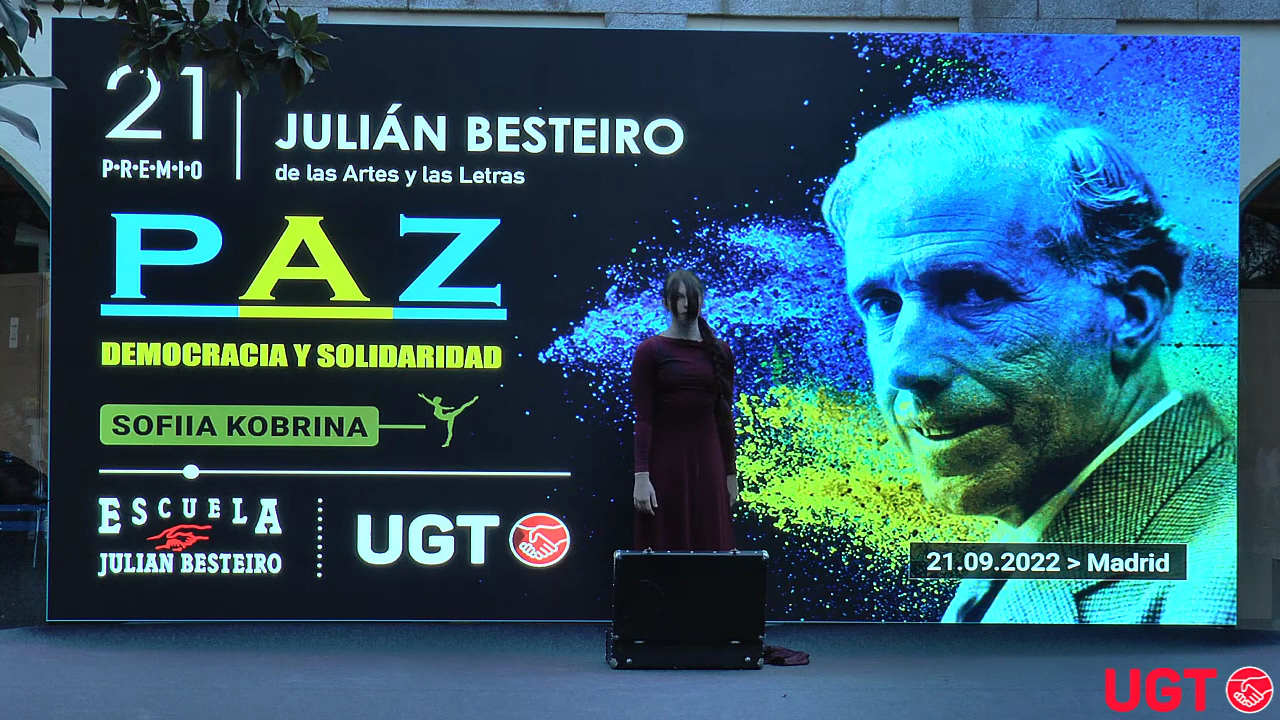 21
P·R·E·M·I·O
JULIÁN BESTEIRO
de las Artes y las Letras
PAZ
DEMOCRACIA Y SOLIDARIDAD
SOFIIA KOBRINA
ESCUELA
JULIAN BESTEIRO
UGT
21.09.2022 > Madrid
UGT